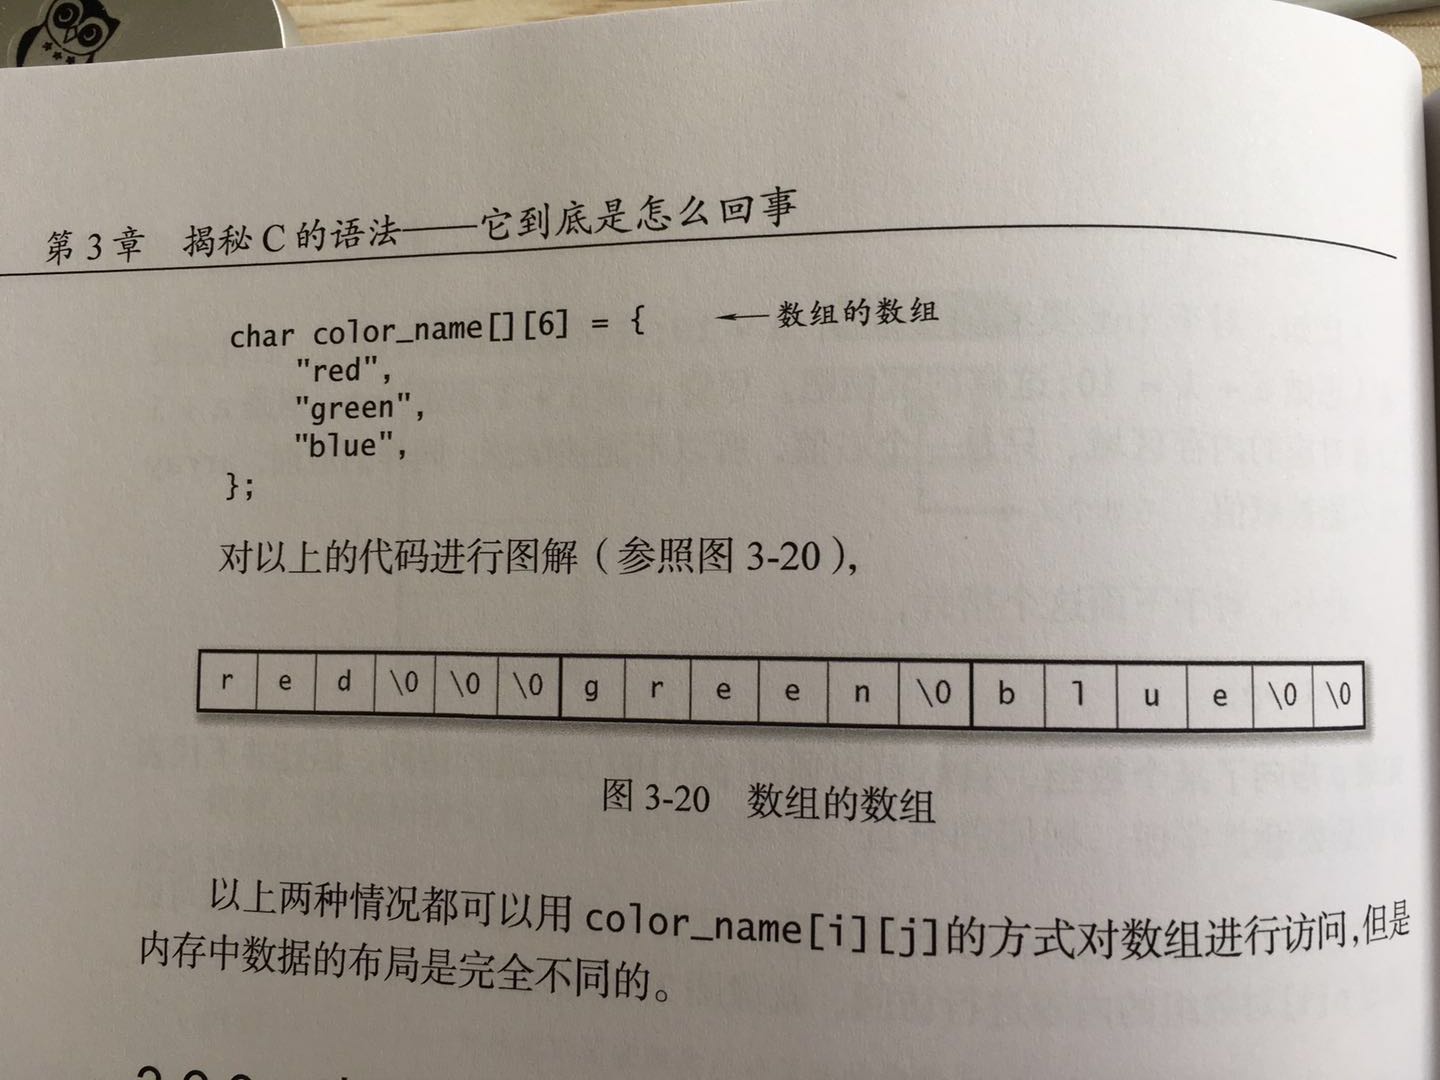 第 3 章 揭秘 C 的语法——它到底是怎么回事
char color_name[][6] = { ←数组的数组
"red",
"green",
"blue",
};
对以上的代码进行图解（参照图 3-20），
r e d \0 \0 \0 g r e e n \0 b l u e \0 \0
图 3-20 数组的数组
以上两种情况都可以用 color_name[i][j]的方式对数组进行访问,但是
内存中数据的布局是完全不同的。